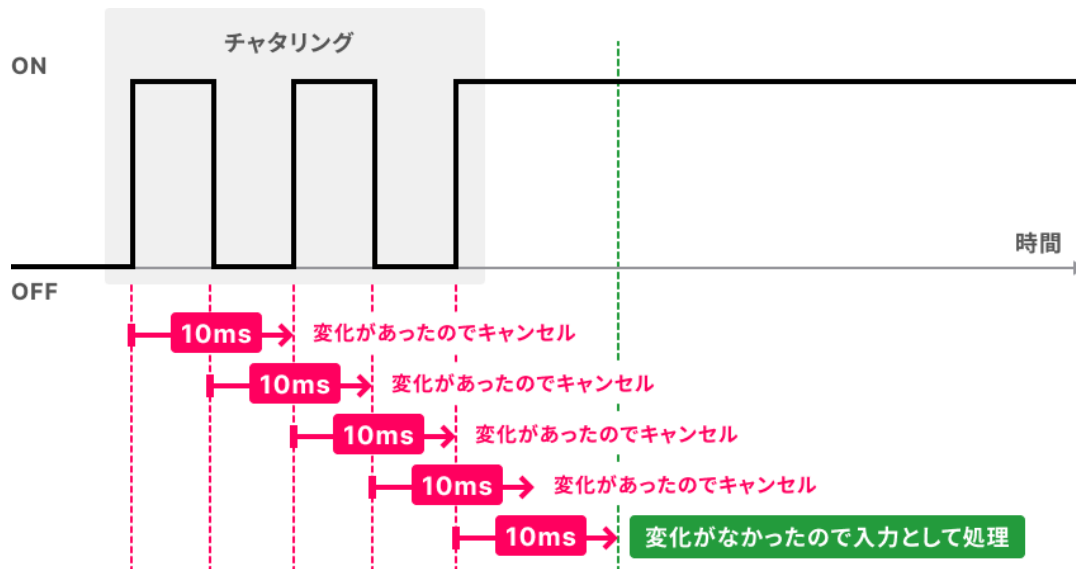 チャタリング
ON
時間
OFF
10ms 変化があったのでキャンセル
10ms 変化があったのでキャンセル
10ms 変化があったのでキャンセル
10ms 変化があったのでキャンセル
10ms 変化がなかったので入力として処理